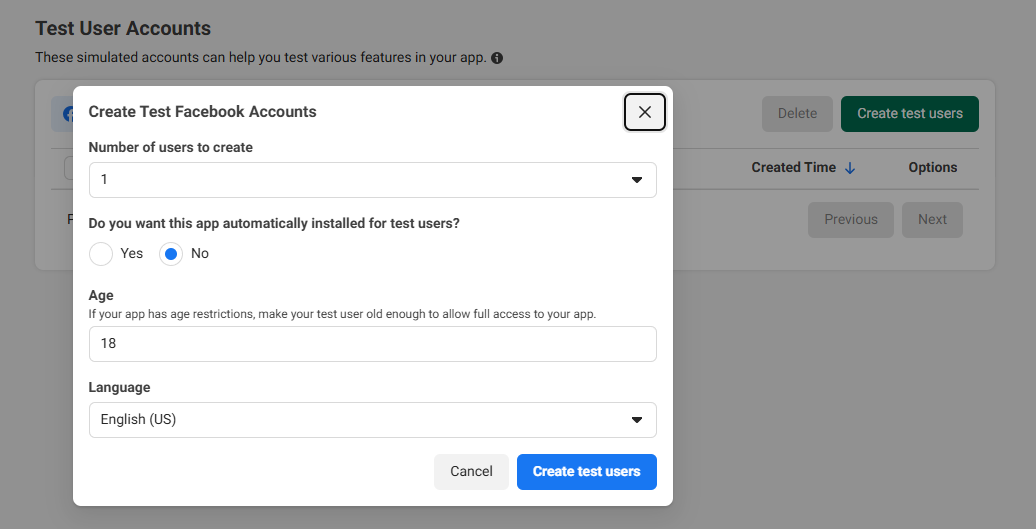 Test User Accounts
These simulated accounts can help you test various features in your app.
Create Test Facebook Accounts
Delete
Create test users
Number of users to create
1
Created Time
Options
Do you want this app automatically installed for test users?
Previous
Next
Yes
No
Age
If your app has age restrictions, make your test user old enough to allow full access to your app.
18
Language
English (US)
Cancel
Create test users